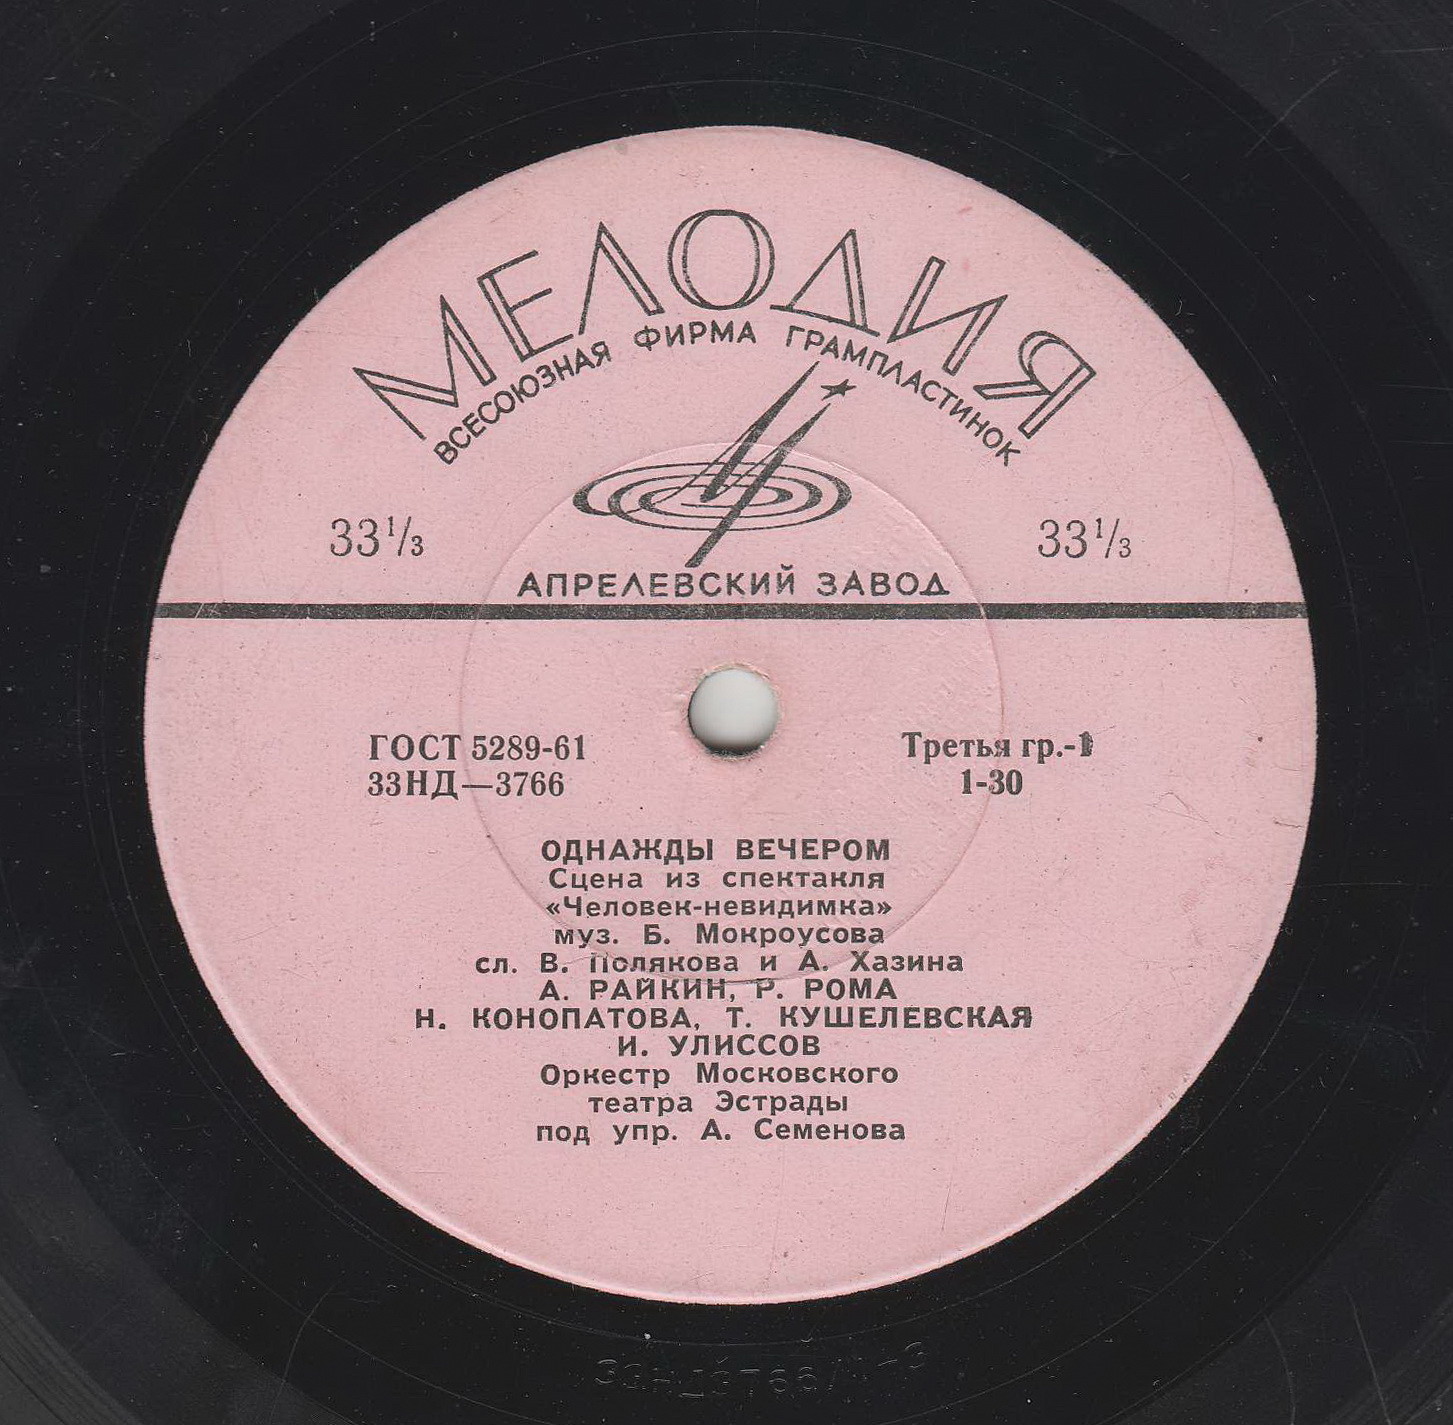 МЕЛОДИЯ
ВСЕСОЮЗНАЯ ФИРМА ГРАМПЛАСТИНОК
33⅓ 33⅓
АПРЕЛЕВСКИЙ ЗАВОД
ГОСТ 5289-61 Третья гр.-1
33НД—3766 1-30
ОДНАЖДЫ ВЕЧЕРОМ
Сцена из спектакля
«Человек-невидимка»
муз. Б. Мокроусова
сл. В. Полякова и А. Хазина
А. РАЙКИН, Р. РОМА
Н. КОНОПАТОВА, Т. КУШЕЛЕВСКАЯ
И. УЛИССОВ
Оркестр Московского
театра Эстрады
под упр. А. Семенова